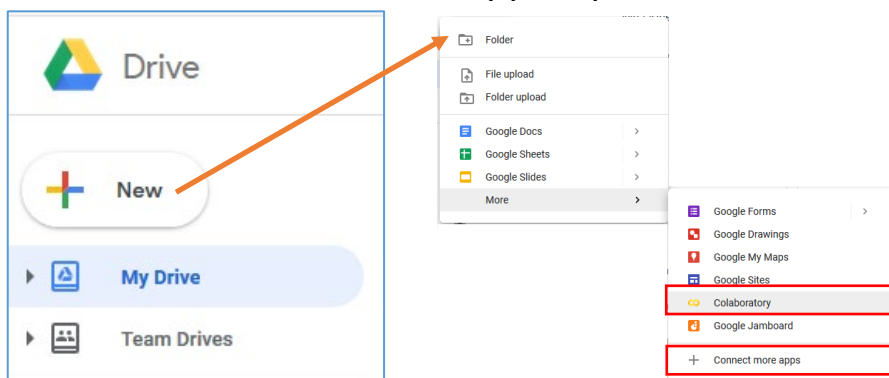 Drive
New
My Drive
Team Drives
Folder
File upload
Folder upload
Google Docs
Google Sheets
Google Slides
More
Google Forms
Google Drawings
Google My Maps
Google Sites
Colaboratory
Google Jamboard
Connect more apps